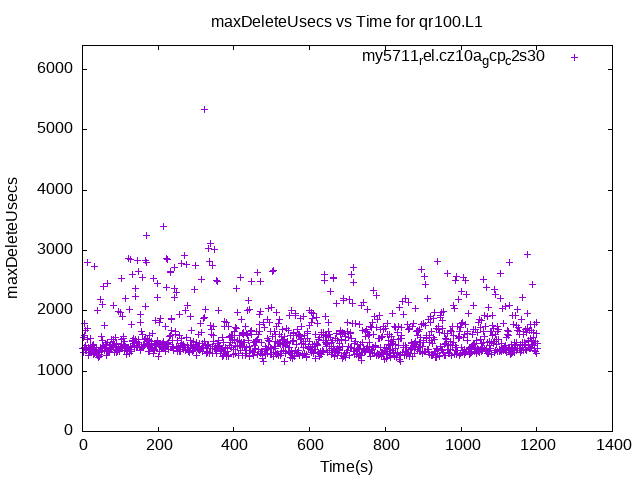 maxDeleteUsecs vs Time for qr100.L1
my5711rel.cz10agcpc2s30
6000
5000
4000
3000
2000
1000
0
maxDeleteUsecs
0 200 400 600 800 1000 1200 1400
Time(s)